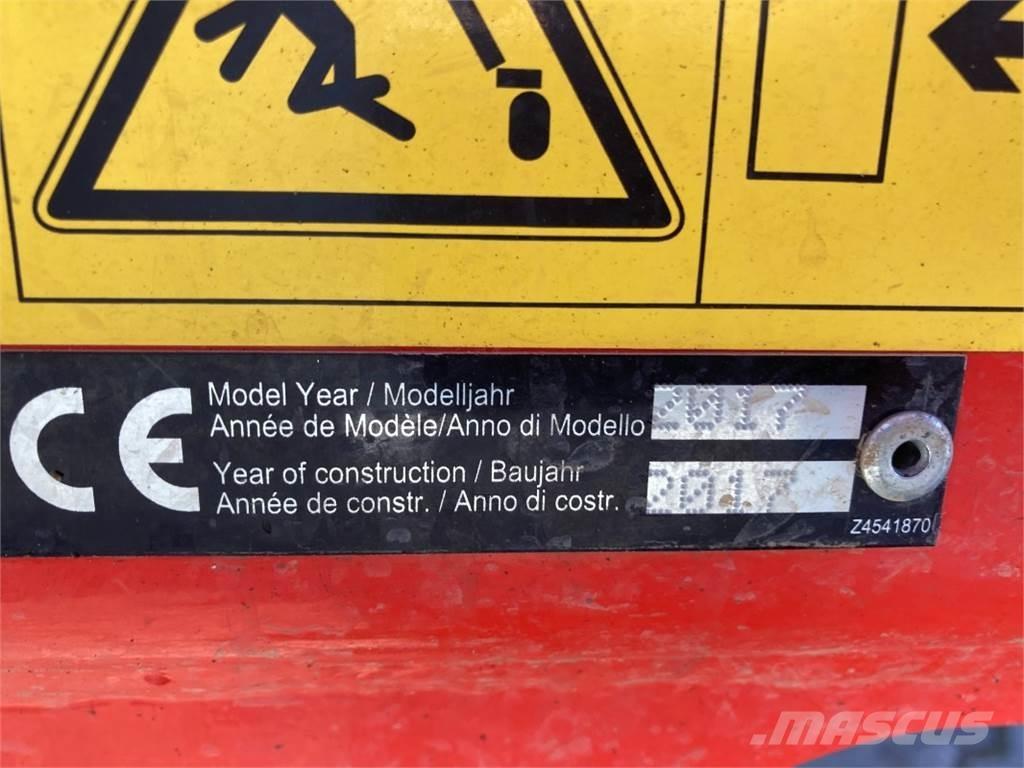 CE
Model Year / Modelljahr
Année de Modèle/Anno di Modello 2017
Year of construction / Baujahr
Année de constr. / Anno di costr. 2017
Z4541870
MASCUS